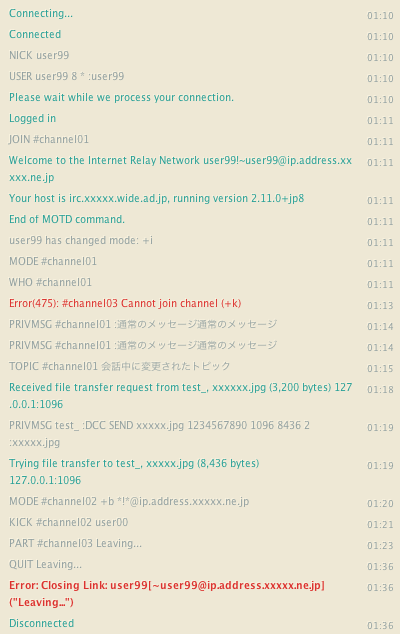 Connecting... 01:10
Connected 01:10
NICK user99 01:10
USER user99 8 * :user99 01:10
Please wait while we process your connection. 01:10
Logged in 01:11
JOIN #channel01 01:11
Welcome to the Internet Relay Network user99!~user99@ip.address.xx 01:11
xxx.ne.jp
Your host is irc.xxxxx.wide.ad.jp, running version 2.11.0+jp8 01:11
End of MOTD command. 01:11
user99 has changed mode: +i 01:11
MODE #channel01 01:11
WHO #channel01 01:11
Error(475): #channel03 Cannot join channel (+k) 01:13
PRIVMSG #channel01 :通常のメッセージ通常のメッセージ 01:14
PRIVMSG #channel01 :通常のメッセージ通常のメッセージ 01:14
TOPIC #channel01 会話中に変更されたトピック 01:15
Received file transfer request from test_, xxxxxx.jpg (3,200 bytes) 127 01:18
.0.0.1:1096
PRIVMSG test_ :DCC SEND xxxxx.jpg 1234567890 1096 8436 2 01:19
:xxxxx.jpg
Trying file transfer to test_, xxxxx.jpg (8,436 bytes) 01:19
127.0.0.1:1096
MODE #channel02 +b *!*@ip.address.xxxxx.ne.jp 01:20
KICK #channel02 user00 01:21
PART #channel03 Leaving... 01:23
QUIT Leaving... 01:36
Error: Closing Link: user99[~user99@ip.address.xxxxx.ne.jp] 01:36
("Leaving...")
Disconnected 01:36